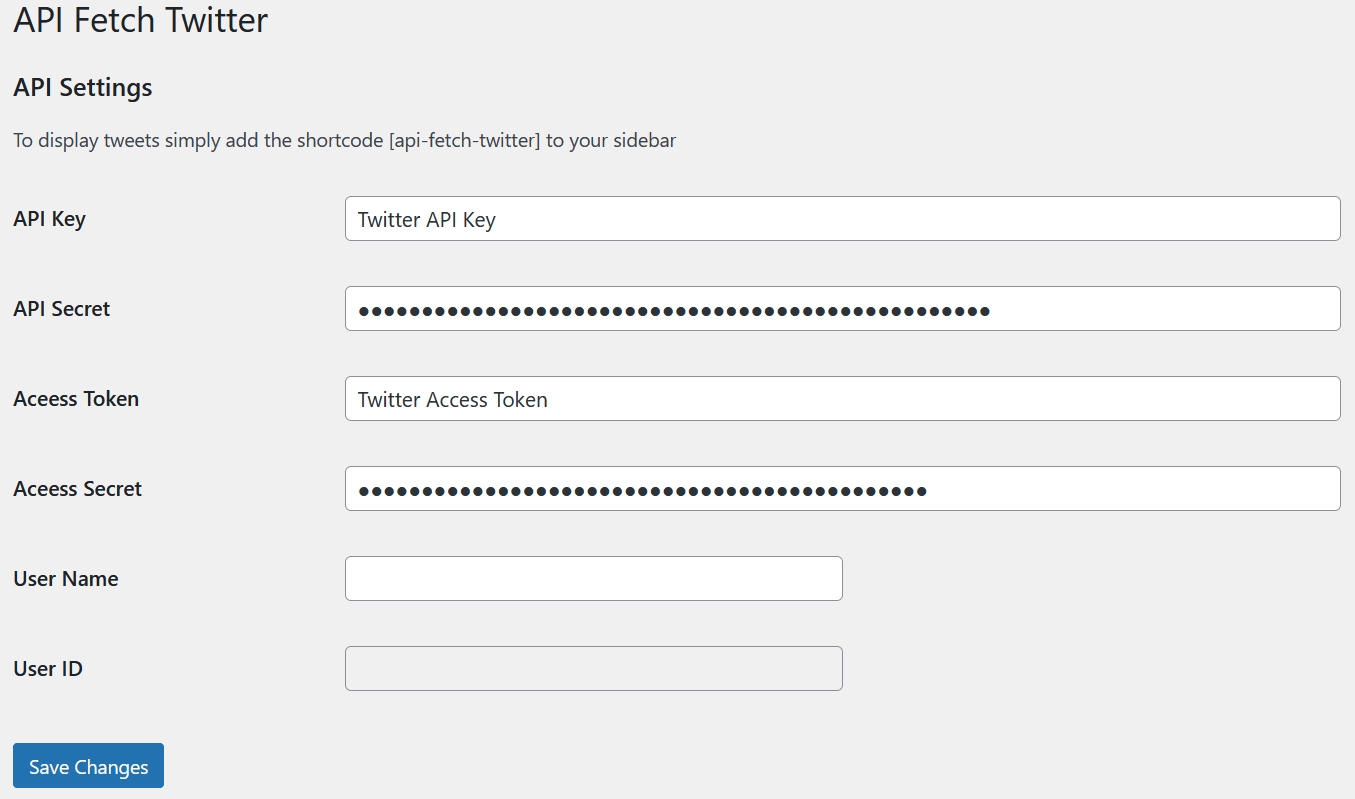 API Fetch Twitter
API Settings
To display tweets simply add the shortcode [api-fetch-twitter] to your sidebar
API Key
Twitter API Key
API Secret
Aceess Token
Twitter Access Token
Aceess Secret
User Name
User ID
Save Changes